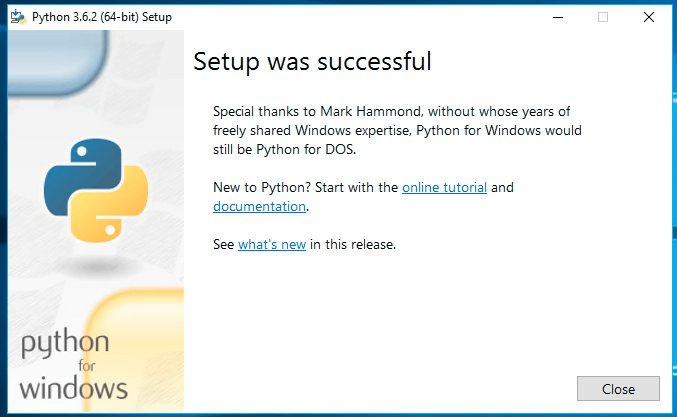 Python 3.6.2 (64-bit) Setup
Setup was successful
Special thanks to Mark Hammond, without whose years of
freely shared Windows expertise, Python for Windows would
still be Python for DOS.
New to Python? Start with the online tutorial and
documentation.
See what's new in this release.
python
for
windows
Close